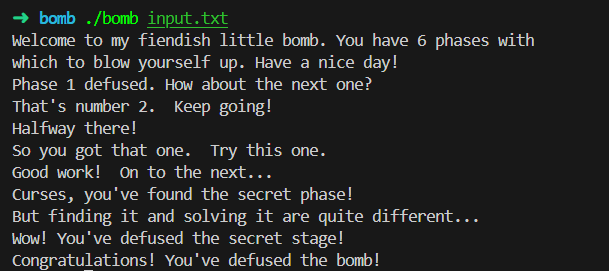 ➜ bomb ./bomb input.txt
Welcome to my fiendish little bomb. You have 6 phases with
which to blow yourself up. Have a nice day!
Phase 1 defused. How about the next one?
That's number 2.  Keep going!
Halfway there!
So you got that one.  Try this one.
Good work!  On to the next...
Curses, you've found the secret phase!
But finding it and solving it are quite different...
Wow! You've defused the secret stage!
Congratulations! You've defused the bomb!